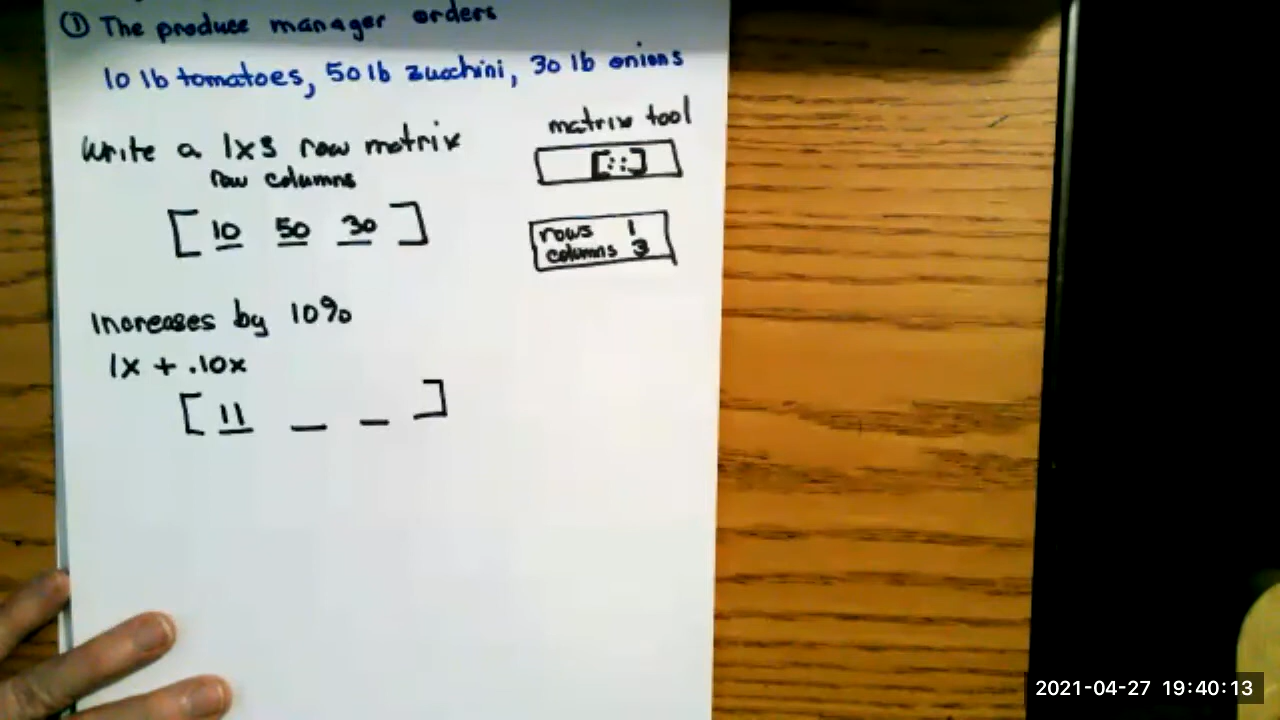 ① The produce manager orders
10 lb tomatoes, 50 lb zucchini, 30 lb onions
Write a 1x3 row matrix
row columns
[ 10 50 30 ]
matrix tool
[::]
rows 1
columns 3
Increases by 10%
1x + .10x
[ 11 _ _ ]
2021-04-27 19:40:13